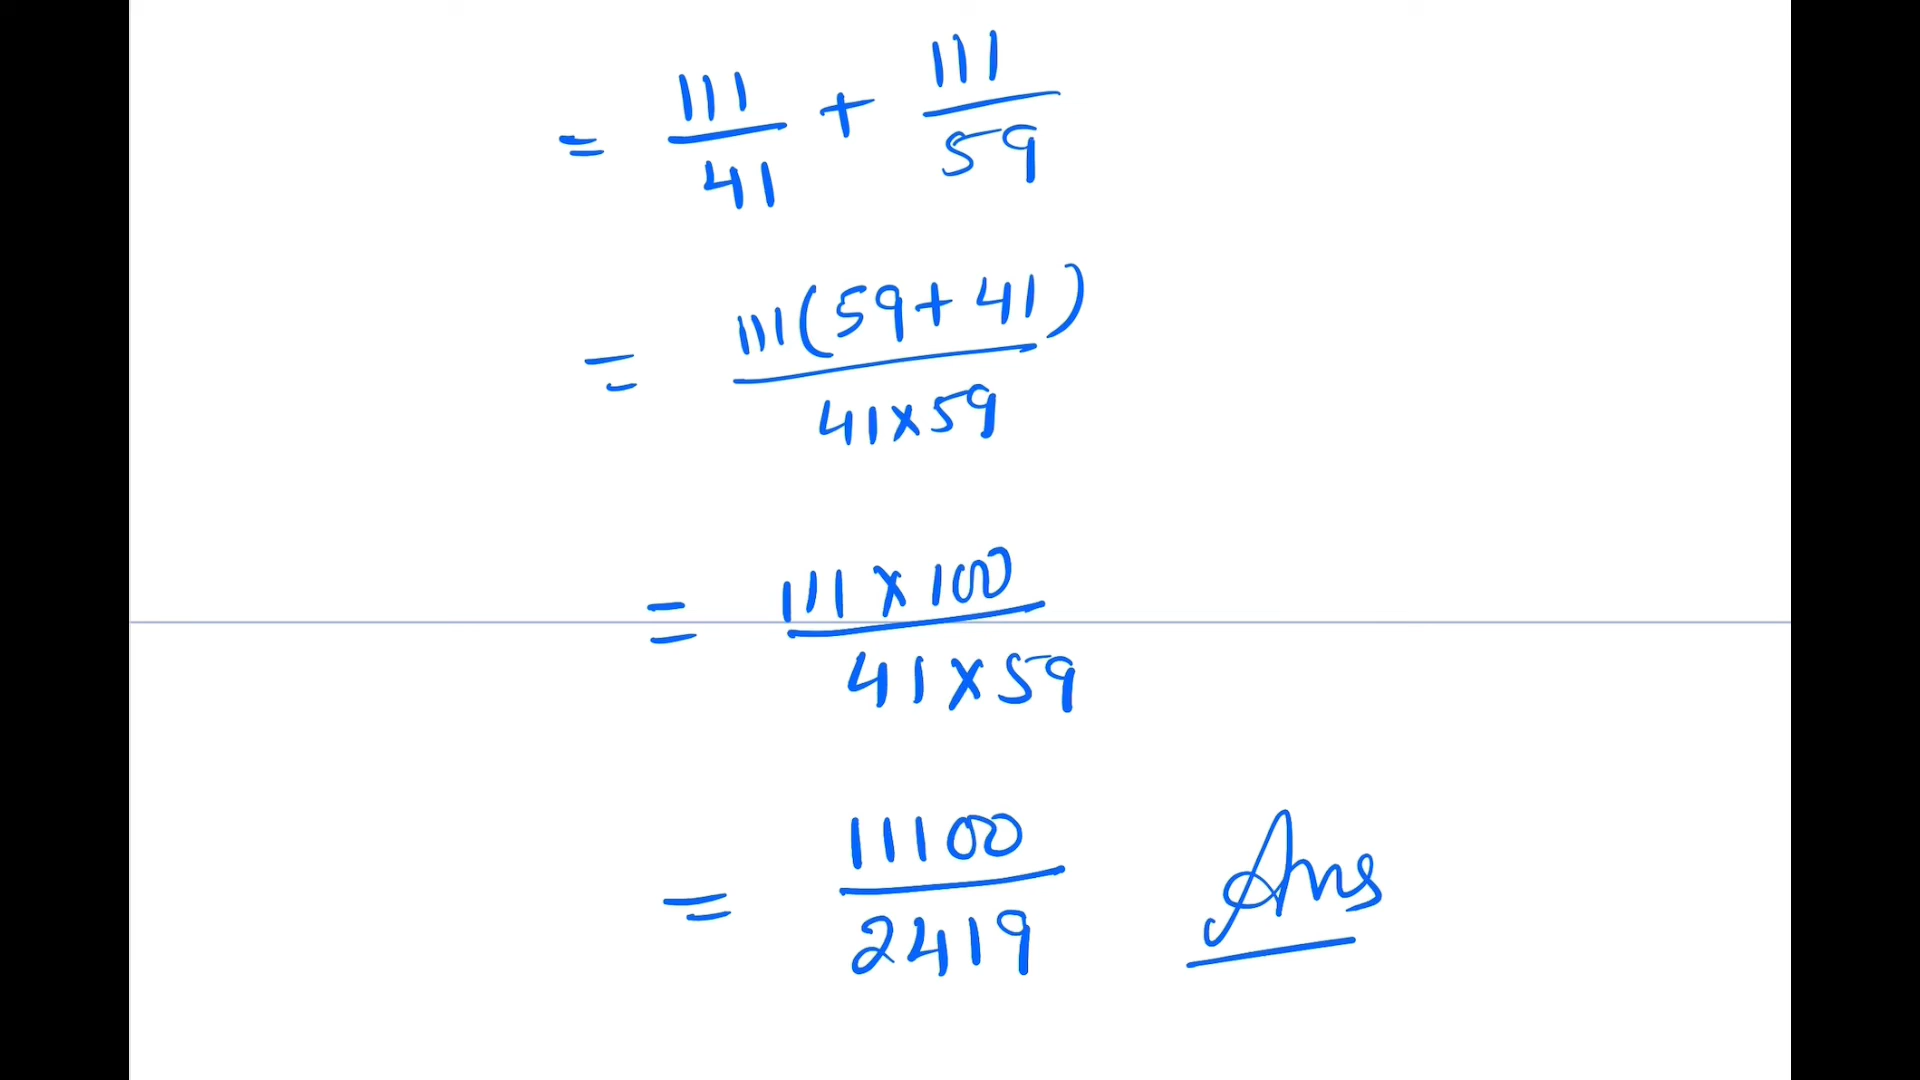 = 111/41 + 111/59
= 111(59+41)/41×59
= 111×100/41×59
= 11100/2419 Ans